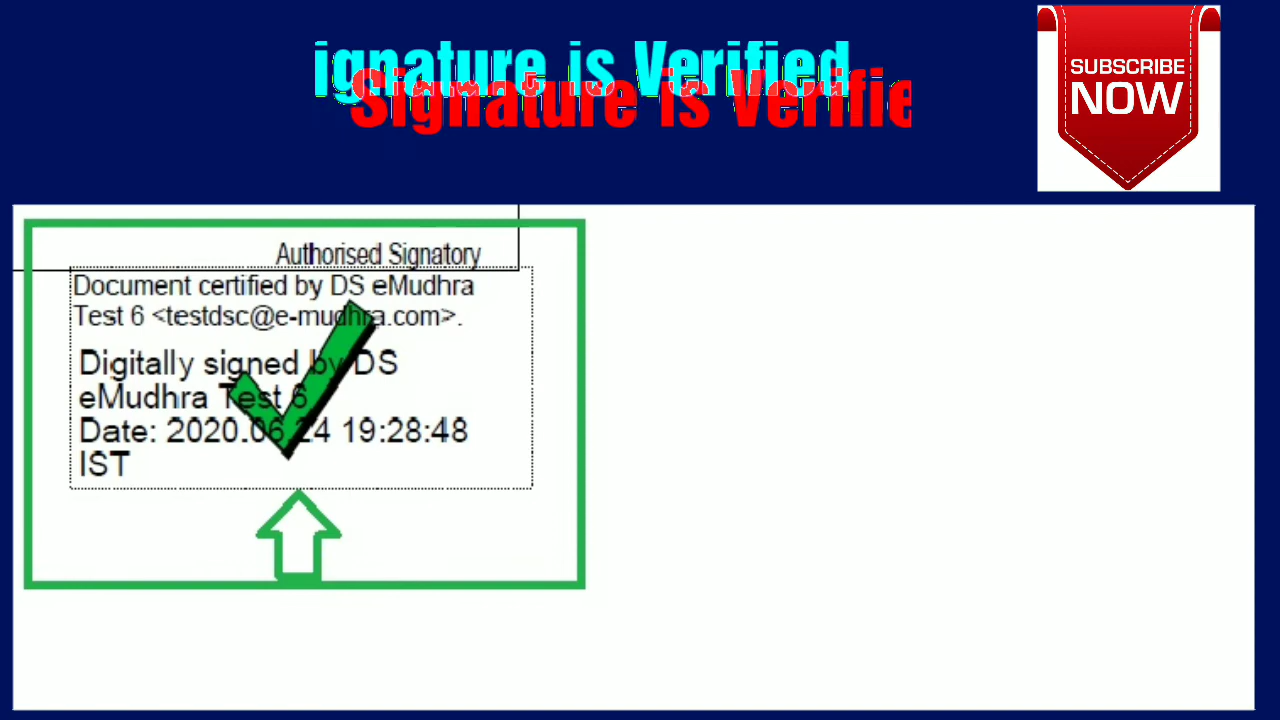 ignature is Verified
Signature is Verifie
SUBSCRIBE
NOW
Authorised Signatory
Document certified by DS eMudhra
Test 6 <testdsc@e-mudhra.com>.
Digitally signed by DS
eMudhra Test 6
Date: 2020.06.24 19:28:48
IST